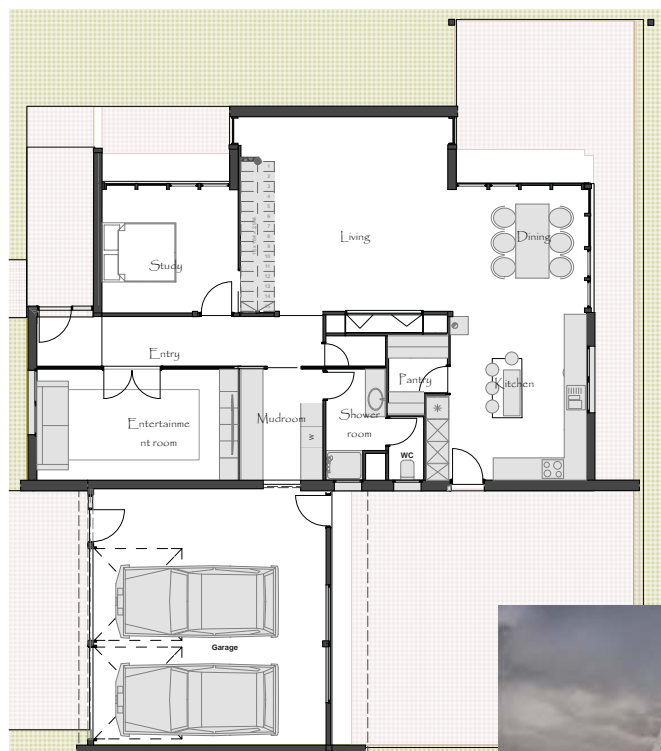 Living
Dining
Study
Entry
Pantry
Kitchen
Entertainme
nt room
Mudroom
Shower
room
W
WC
Garage